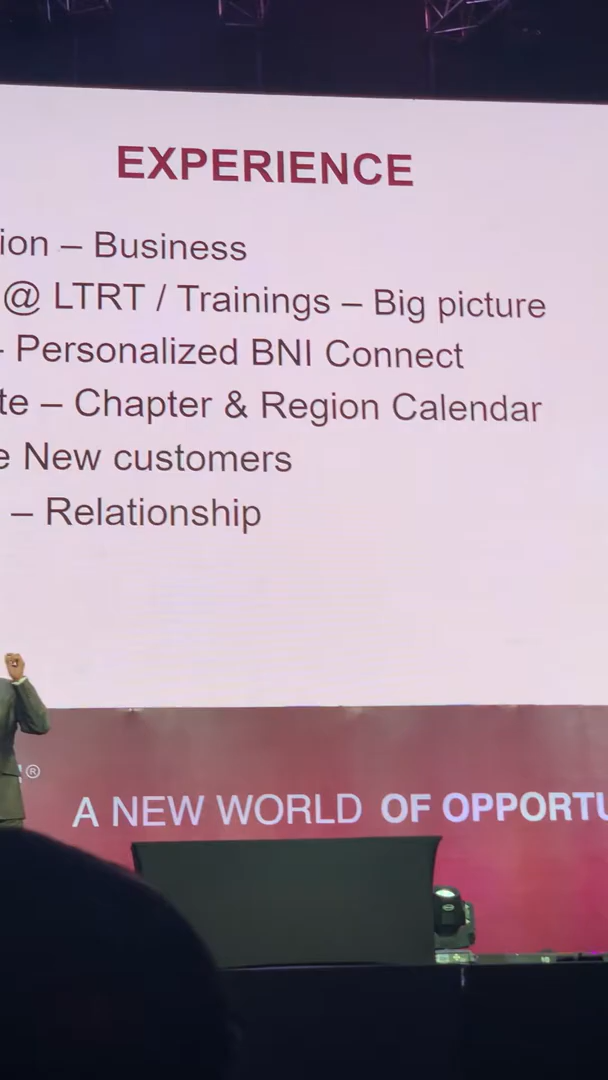 EXPERIENCE
ion – Business
@ LTRT / Trainings – Big picture
- Personalized BNI Connect
te – Chapter & Region Calendar
e New customers
– Relationship
®
A NEW WORLD OF OPPORTU